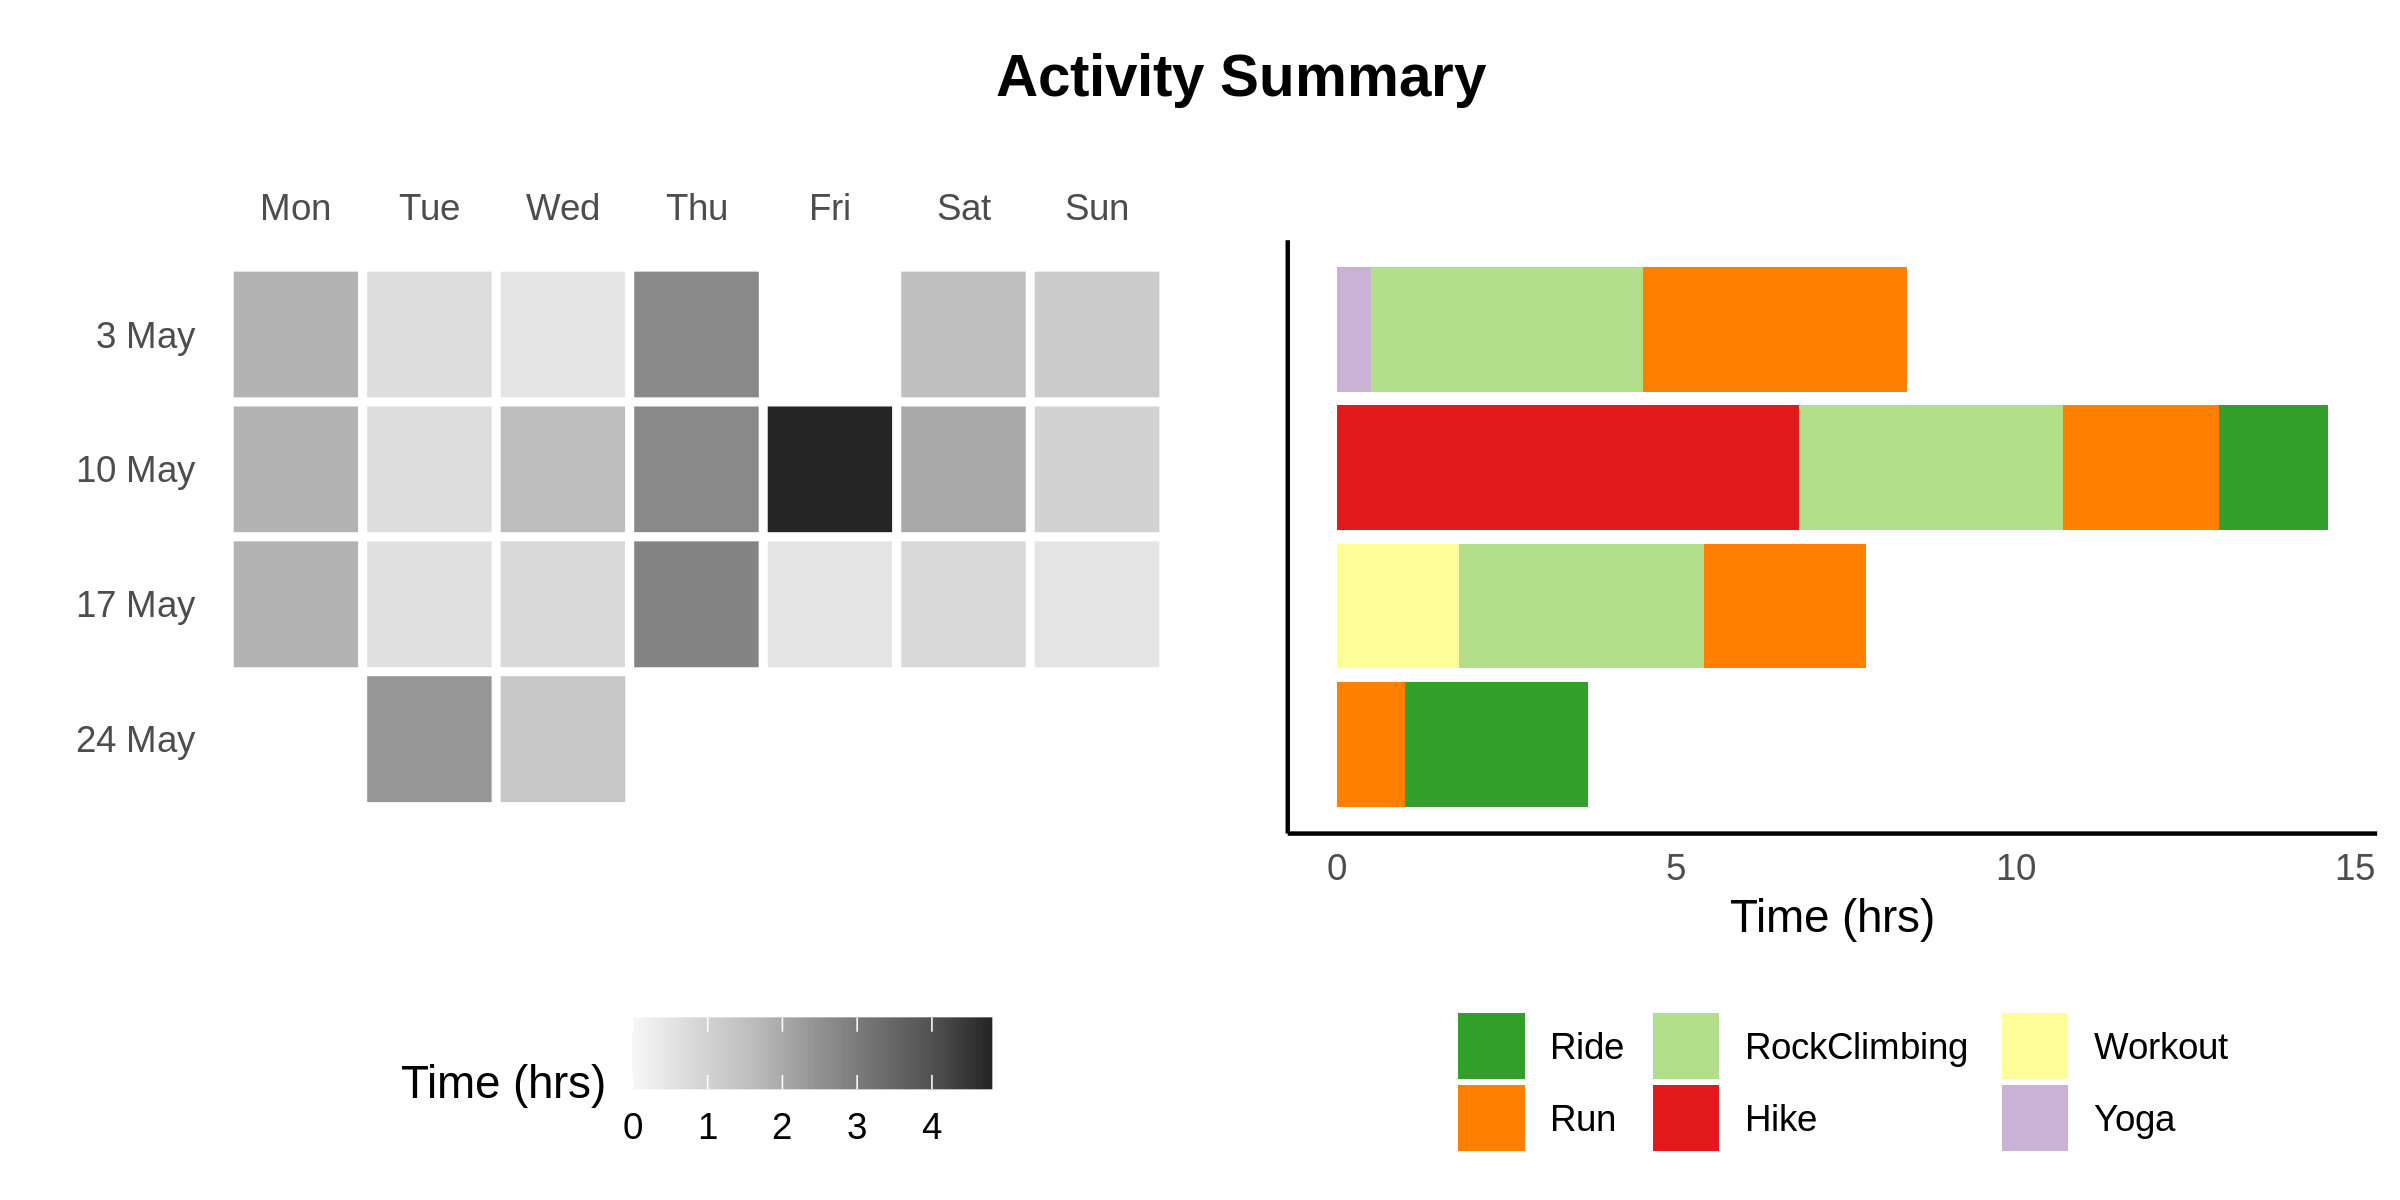 Activity Summary
Mon Tue Wed Thu Fri Sat Sun
3 May
10 May
17 May
24 May
0 5 10 15
Time (hrs)
Time (hrs)
0 1 2 3 4
Ride RockClimbing Workout
Run Hike Yoga